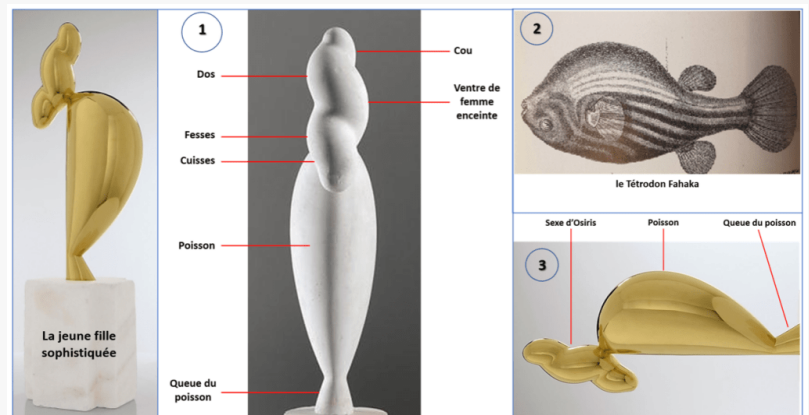 La jeune fille
sophistiquée
1
Cou
Dos
Ventre de
femme
enceinte
Fesses
Cuisses
Poisson
Queue du
poisson
2
le Tétrodon Fahaka
Sexe d'Osiris
Poisson
Queue du poisson
3